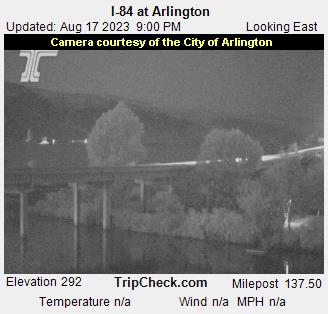 I-84 at Arlington
Updated: Aug 17 2023 9:00 PM Looking East
Camera courtesy of the City of Arlington
Elevation 292 TripCheck.com Milepost 137.50
Temperature n/a Wind n/a MPH n/a